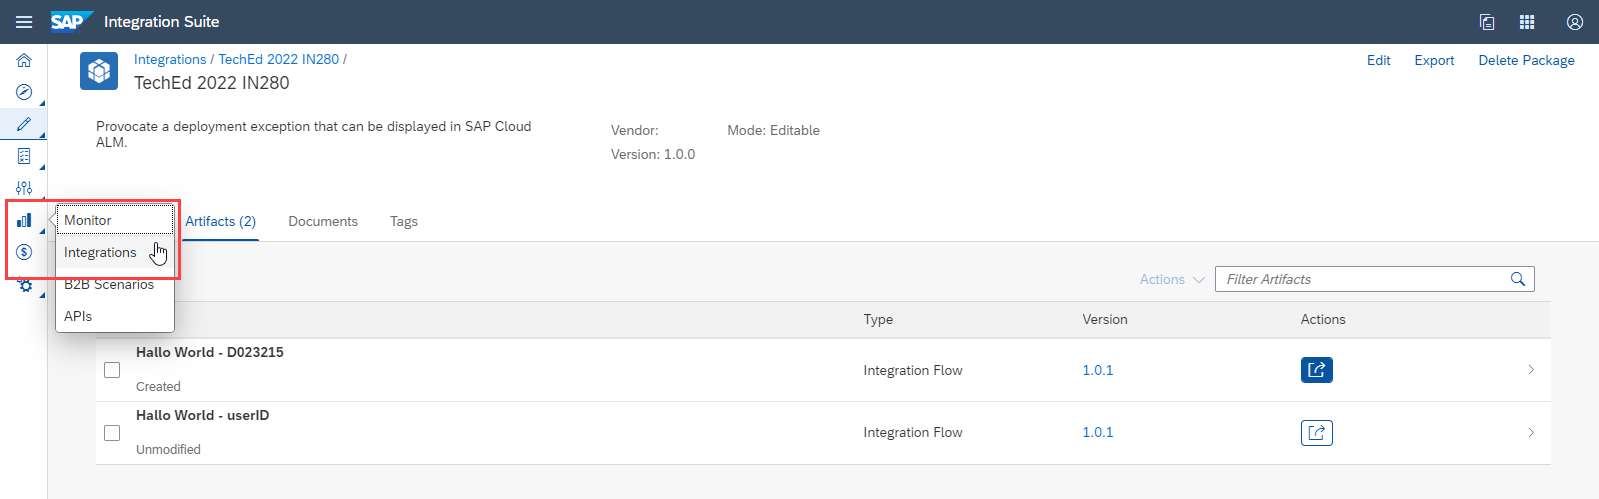 SAP Integration Suite
Integrations / TechEd 2022 IN280 /
TechEd 2022 IN280
Edit Export Delete Package
Provocate a deployment exception that can be displayed in SAP Cloud
ALM.
Vendor: Mode: Editable
Version: 1.0.0
Monitor
Integrations
B2B Scenarios
APIs
Artifacts (2) Documents Tags
Actions Filter Artifacts
Type Version Actions
Hallo World - D023215
Created
Integration Flow 1.0.1
Hallo World - userID
Unmodified
Integration Flow 1.0.1